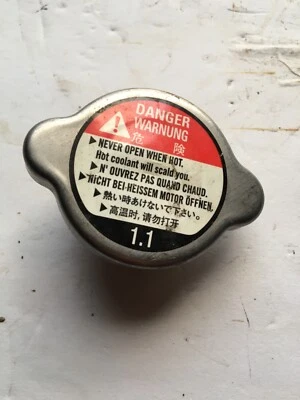 DANGER
WARNUNG
危険
▶NEVER OPEN WHEN HOT.
Hot coolant will scald you.
▶N' OUVREZ PAS QUAND CHAUD.
▶NICHT BEI HEISSEN MOTOR ÖFFNEN.
▶熱い時あけないで下さい。
▶高温时, 请勿打开
1.1